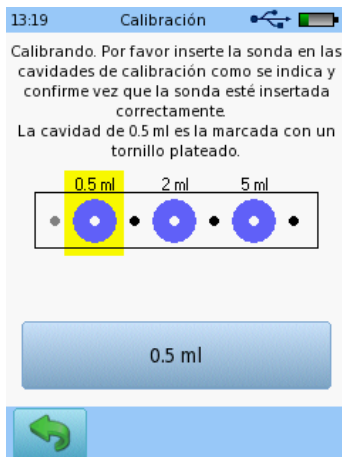 13:19 Calibración
Calibrando. Por favor inserte la sonda en las
cavidades de calibración como se indica y
confirme vez que la sonda esté insertada
correctamente.
La cavidad de 0.5 ml es la marcada con un
tornillo plateado.
0.5 ml 2 ml 5 ml
0.5 ml